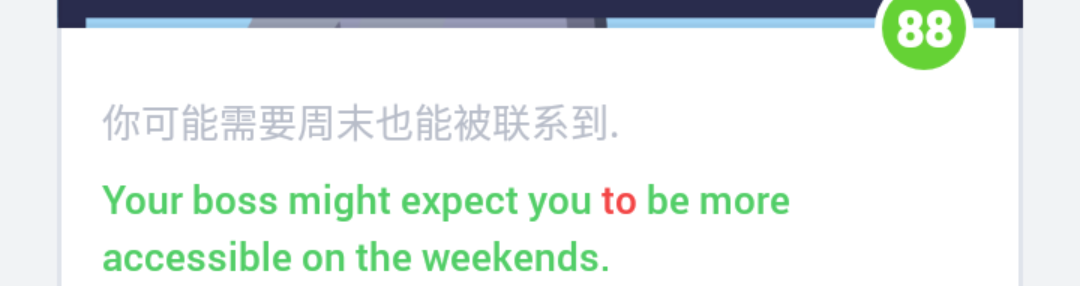 88
你可能需要周末也能被联系到.
Your boss might expect you to be more
accessible on the weekends.